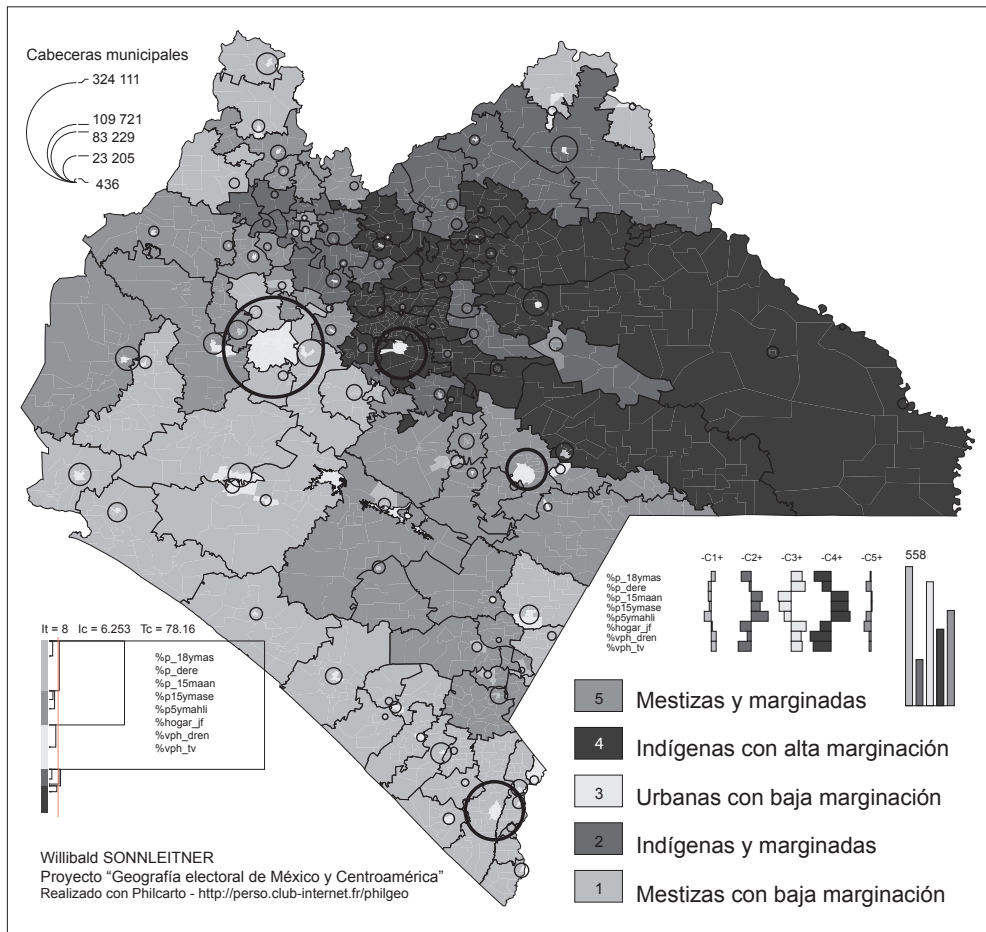 Cabeceras municipales
324 111
109 721
83 229
23 205
436
-C1+ -C2+ -C3+ -C4+ -C5+ 558
%p_18ymas
%p_dere
%p_15maan
%p15ymase
%p5ymahli
%hogar_jf
%vph_dren
%vph_tv
It = 8 Ic = 6.253 Tc = 78.16
%p_18ymas
%p_dere
%p_15maan
%p15ymase
%p5ymahli
%hogar_jf
%vph_dren
%vph_tv
5 Mestizas y marginadas
4 Indígenas con alta marginación
3 Urbanas con baja marginación
2 Indígenas y marginadas
1 Mestizas con baja marginación
Willibald SONNLEITNER
Proyecto “Geografía electoral de México y Centroamérica”
Realizado con Philcarto - http://perso.club-internet.fr/philgeo